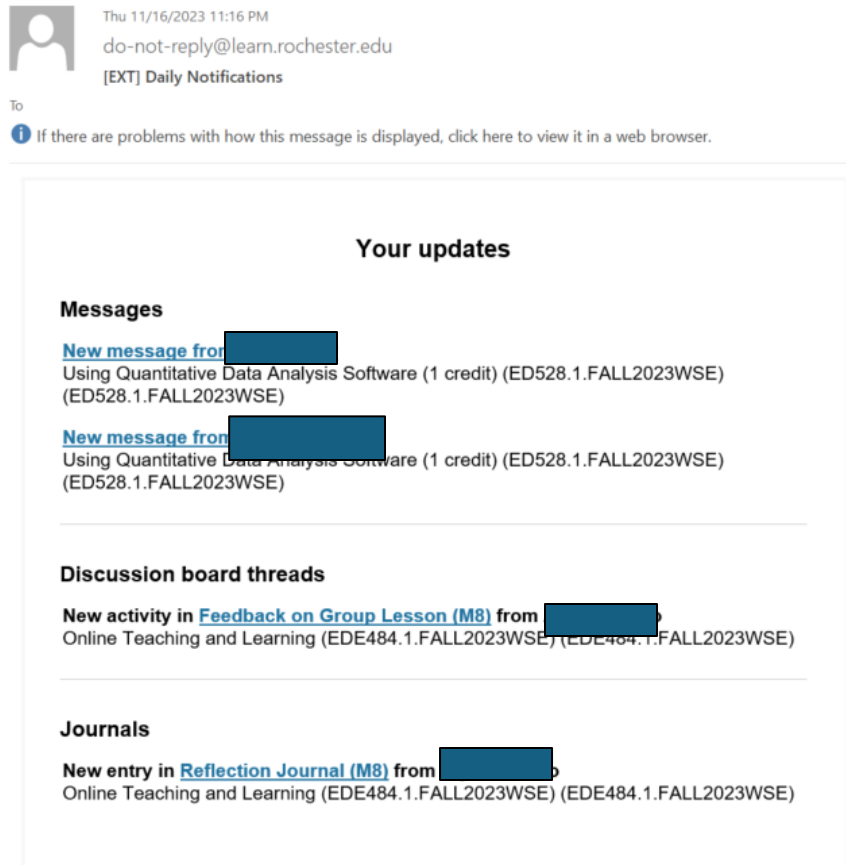 Thu 11/16/2023 11:16 PM
do-not-reply@learn.rochester.edu
[EXT] Daily Notifications
To
If there are problems with how this message is displayed, click here to view it in a web browser.
Your updates
Messages
New message from
Using Quantitative Data Analysis Software (1 credit) (ED528.1.FALL2023WSE)
(ED528.1.FALL2023WSE)
New message from
Using Quantitative Data Analysis Software (1 credit) (ED528.1.FALL2023WSE)
(ED528.1.FALL2023WSE)
Discussion board threads
New activity in Feedback on Group Lesson (M8) from
Online Teaching and Learning (EDE484.1.FALL2023WSE) (EDE484.1.FALL2023WSE)
Journals
New entry in Reflection Journal (M8) from
Online Teaching and Learning (EDE484.1.FALL2023WSE) (EDE484.1.FALL2023WSE)